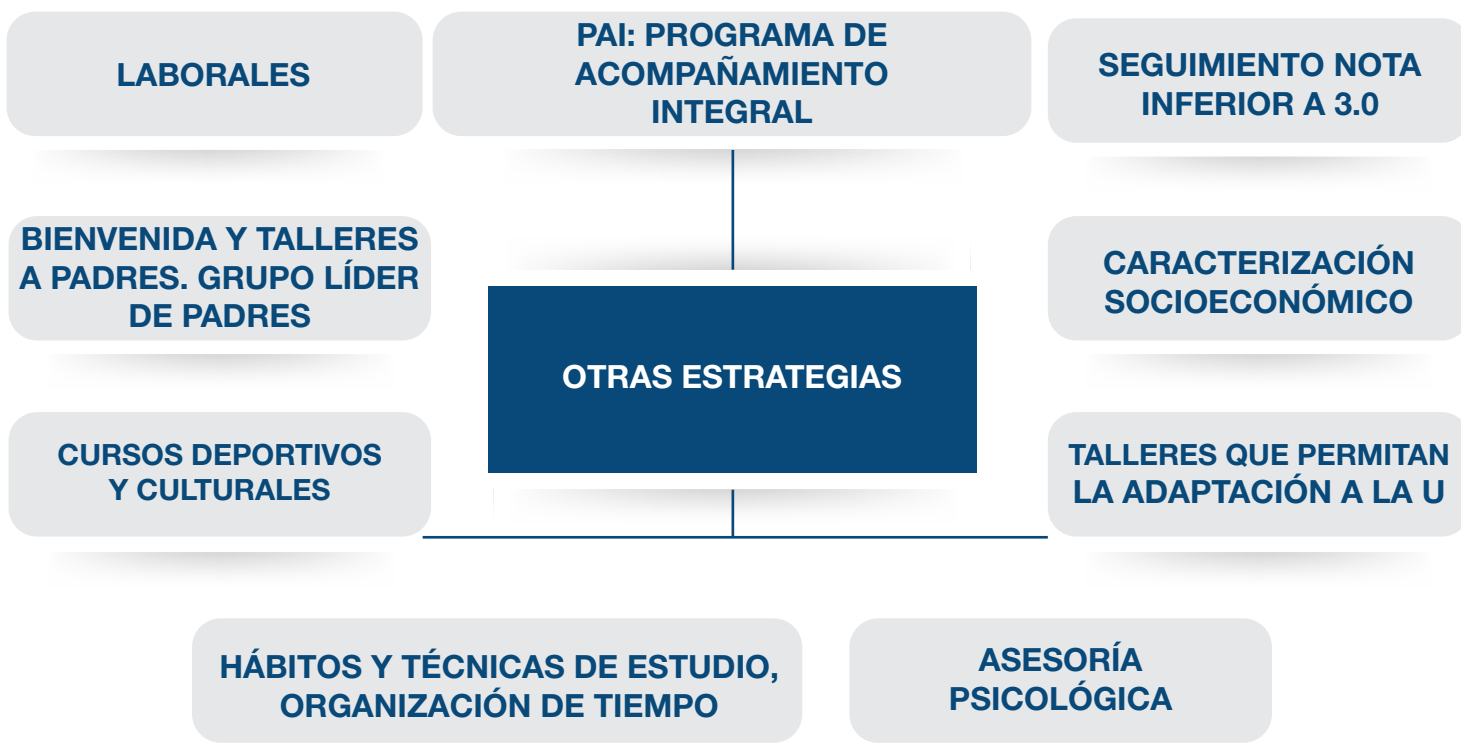 LABORALES
PAI: PROGRAMA DE
ACOMPAÑAMIENTO
INTEGRAL
SEGUIMIENTO NOTA
INFERIOR A 3.0
BIENVENIDA Y TALLERES
A PADRES. GRUPO LÍDER
DE PADRES
CARACTERIZACIÓN
SOCIOECONÓMICO
OTRAS ESTRATEGIAS
CURSOS DEPORTIVOS
Y CULTURALES
TALLERES QUE PERMITAN
LA ADAPTACIÓN A LA U
HÁBITOS Y TÉCNICAS DE ESTUDIO,
ORGANIZACIÓN DE TIEMPO
ASESORÍA
PSICOLÓGICA